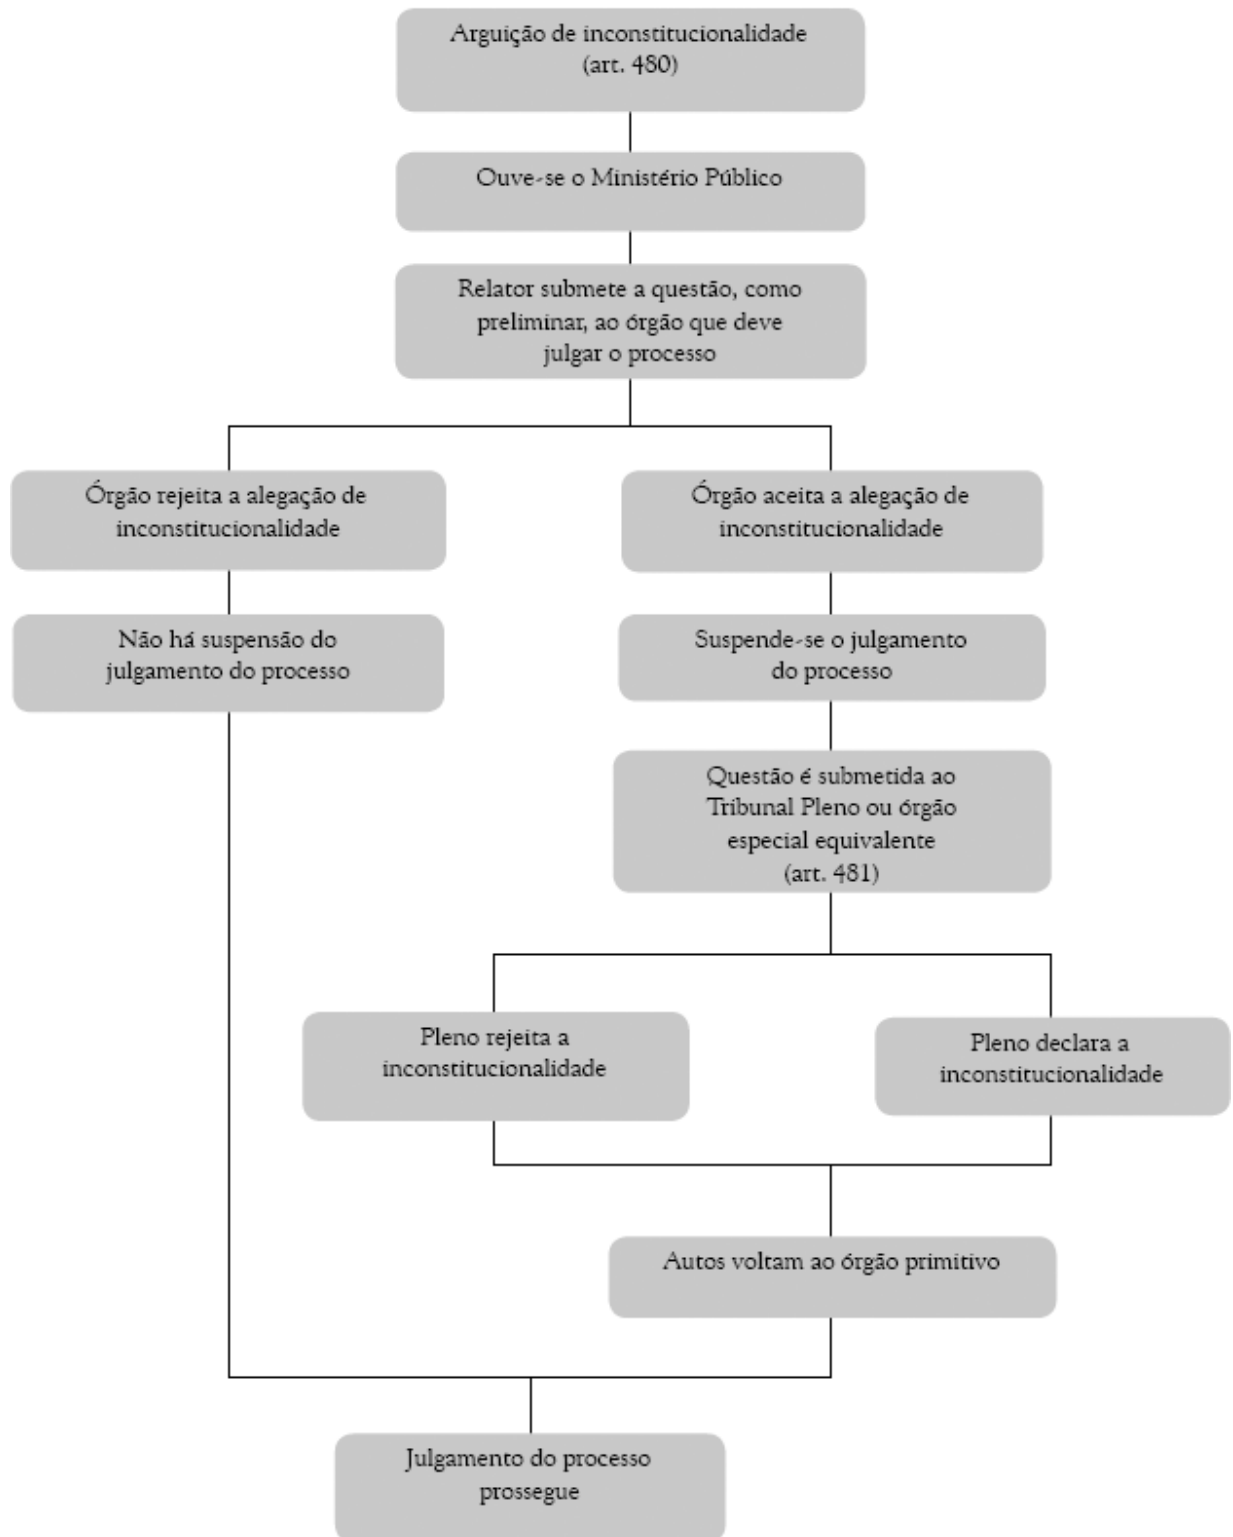 Arguição de inconstitucionalidade
(art. 480)
Ouve-se o Ministério Público
Relator submete a questão, como
preliminar, ao órgão que deve
julgar o processo
Órgão rejeita a alegação de
inconstitucionalidade
Órgão aceita a alegação de
inconstitucionalidade
Não há suspensão do
julgamento do processo
Suspende-se o julgamento
do processo
Questão é submetida ao
Tribunal Pleno ou órgão
especial equivalente
(art. 481)
Pleno rejeita a
inconstitucionalidade
Pleno declara a
inconstitucionalidade
Autos voltam ao órgão primitivo
Julgamento do processo
prossegue